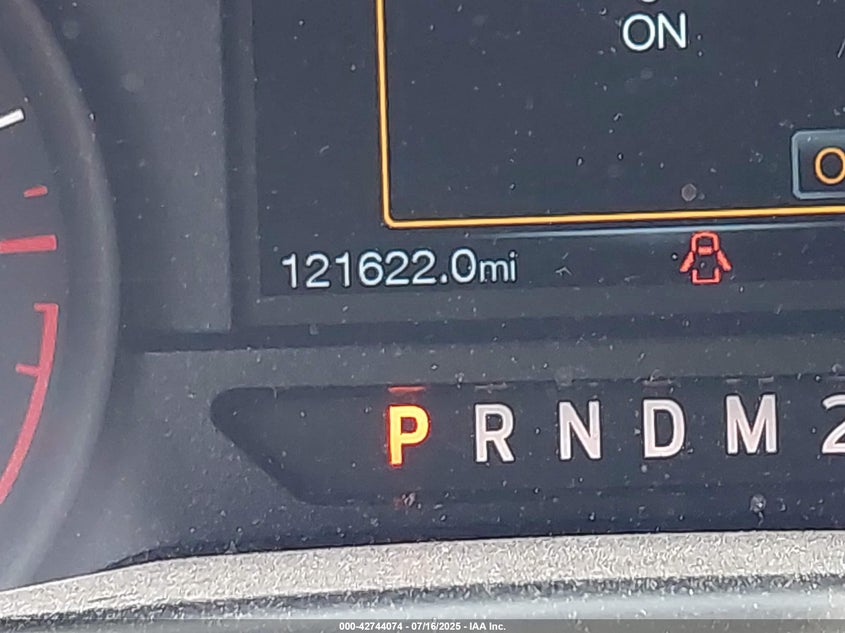 ON
121622.0mi
P R N D M 2
000-42744074 - 07/16/2025 - IAA Inc.